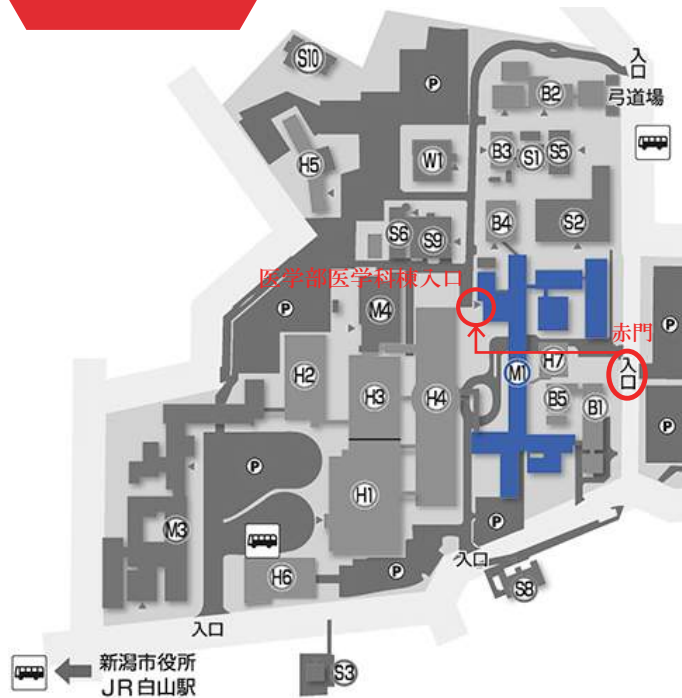 S10
入口
P
B2
弓道場
B3
S1
S5
W1
H5
B4
S2
S6
S9
医学部医学科棟入口
P
M4
P
赤門
入口
H2
H3
H4
M1
H7
B5
B1
P
P
H1
P
M3
入口
P
H6
S8
入口
新潟市役所
JR白山駅
S3